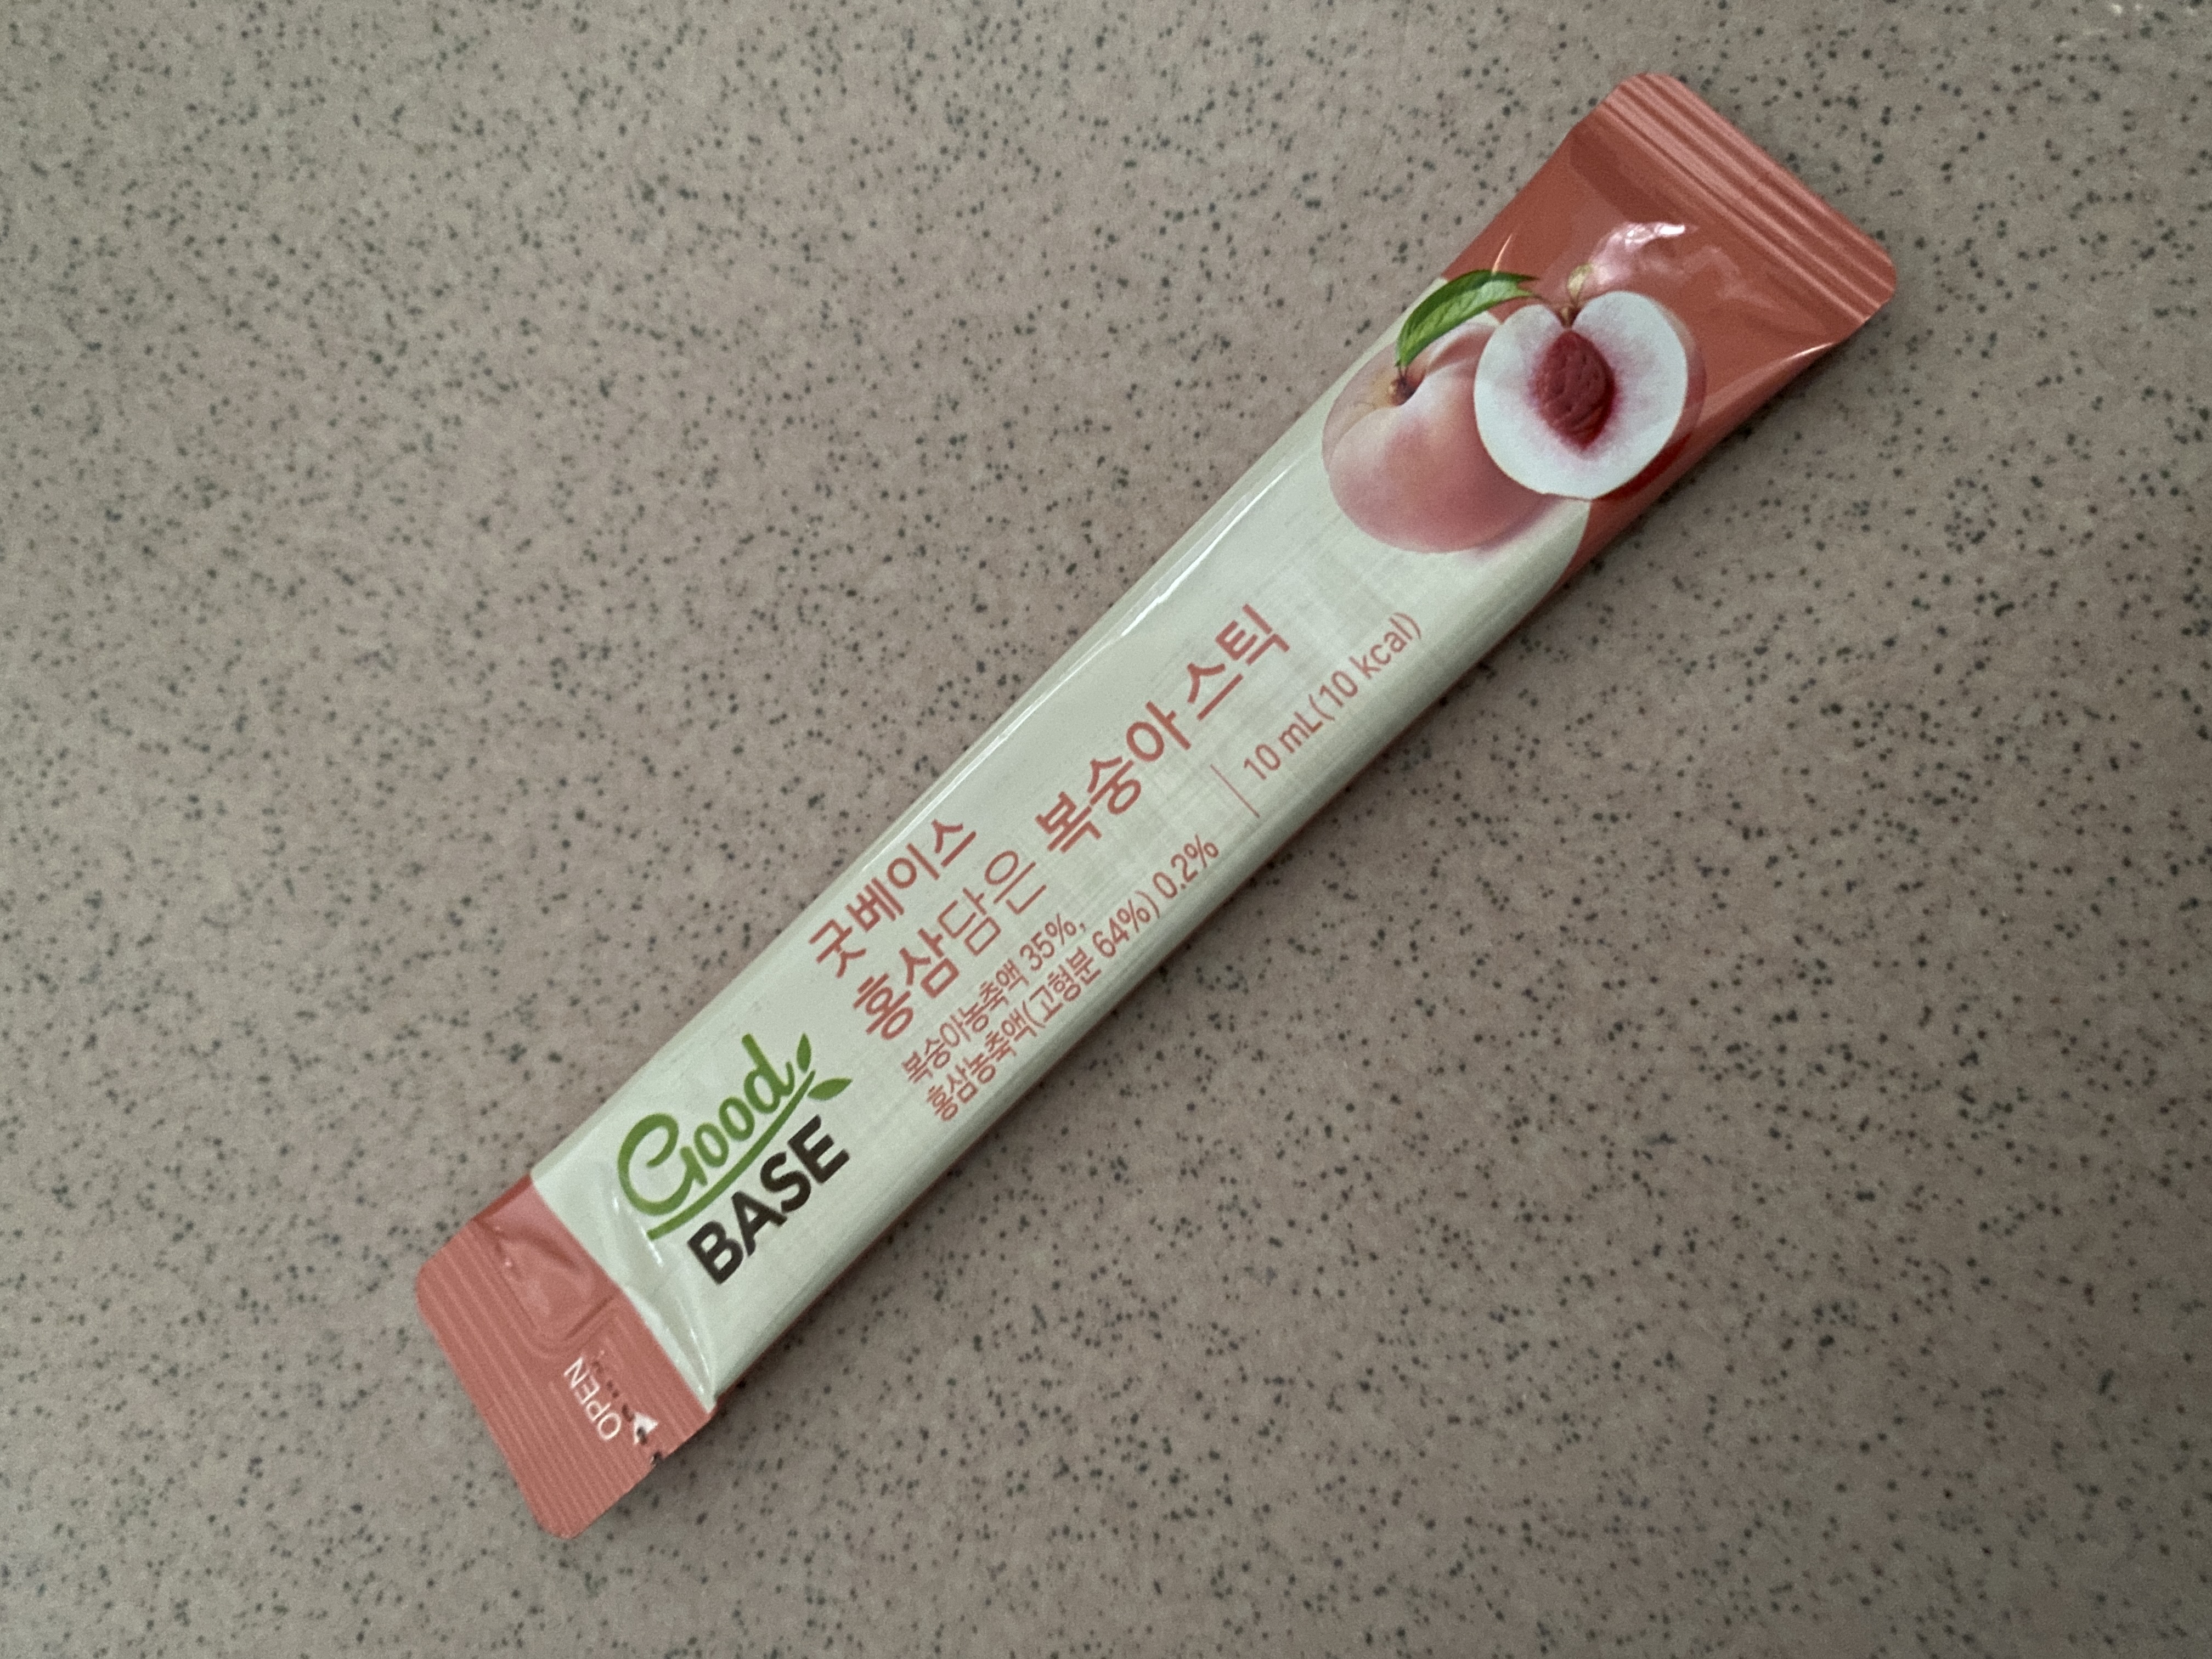 Good
BASE
굿베이스
홍삼담은 복숭아 스틱
복숭아농축액 35%,
홍삼농축액(고형분 64%) 0.2%
10 mL(10 kcal)
OPEN